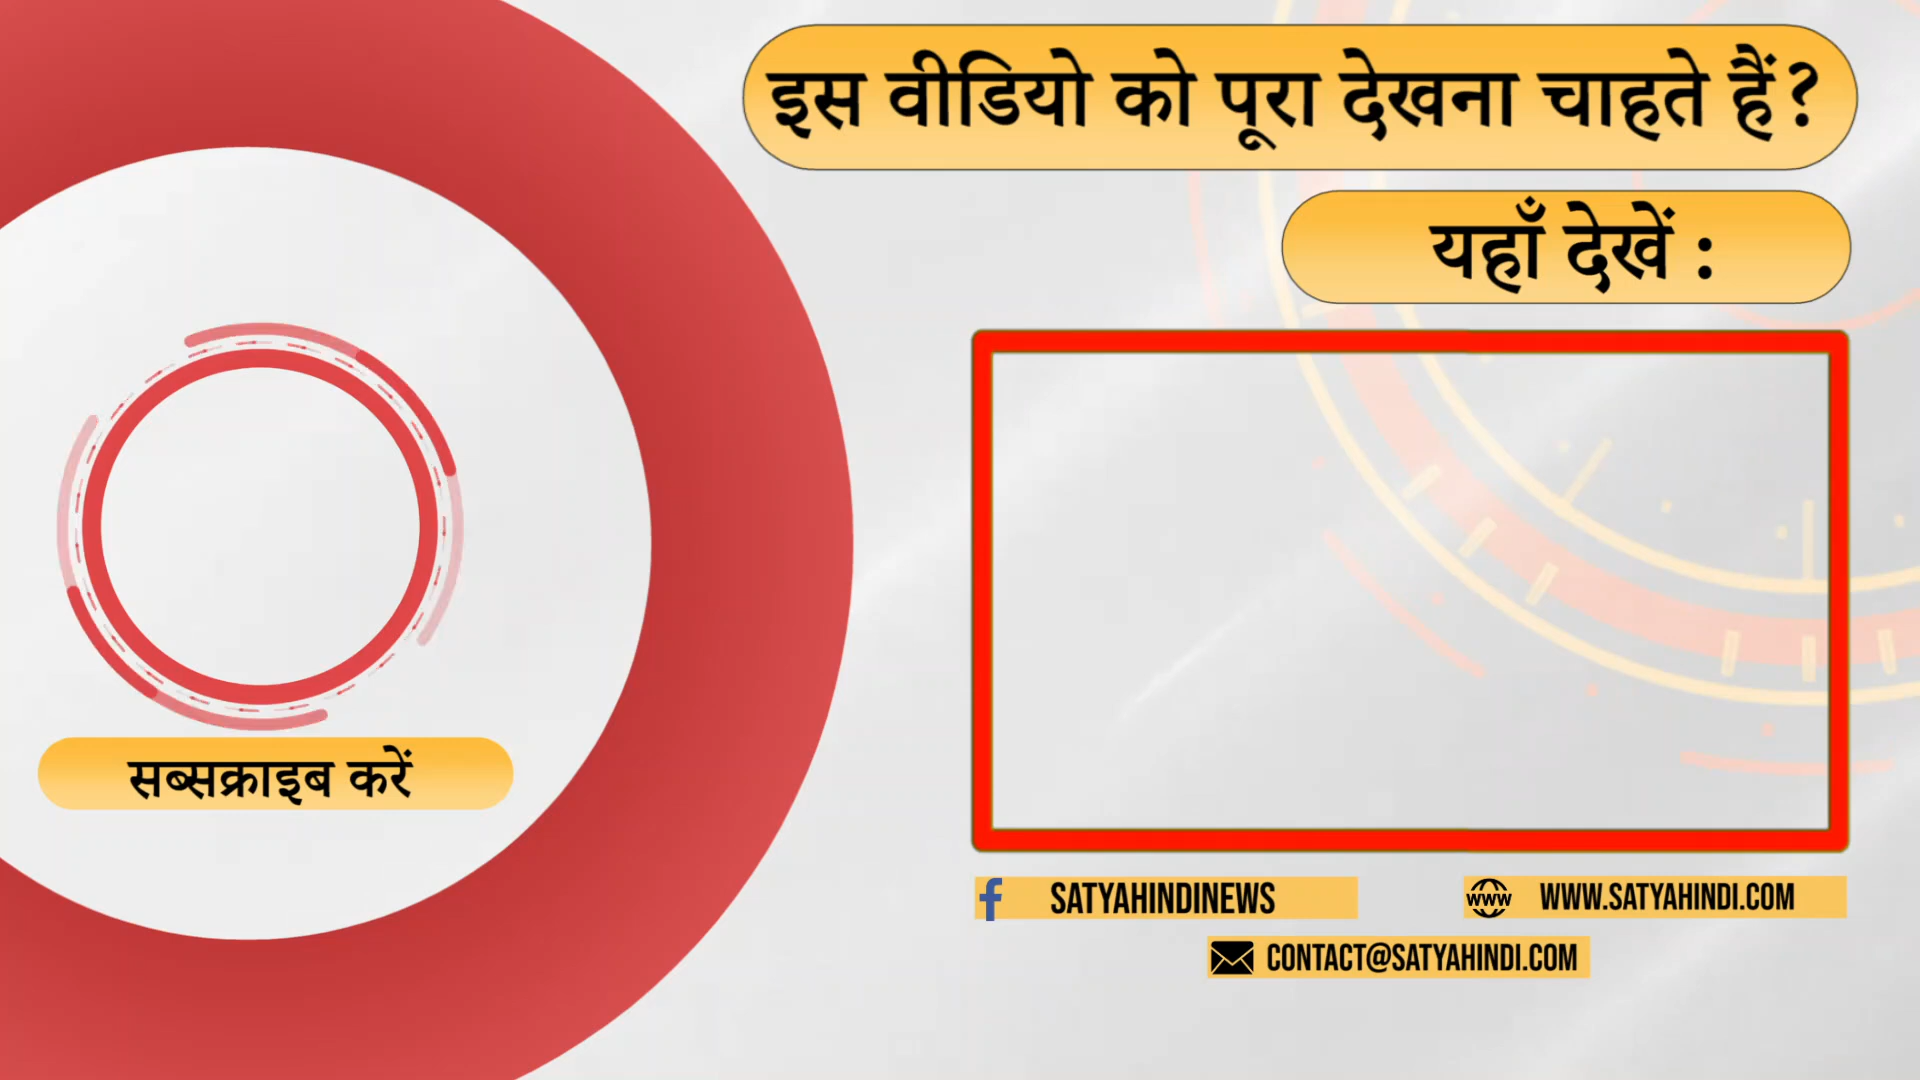 इस वीडियो को पूरा देखना चाहते हैं?
यहाँ देखें :
सब्सक्राइब करें
SATYAHINDINEWS
WWW.SATYAHINDI.COM
CONTACT@SATYAHINDI.COM